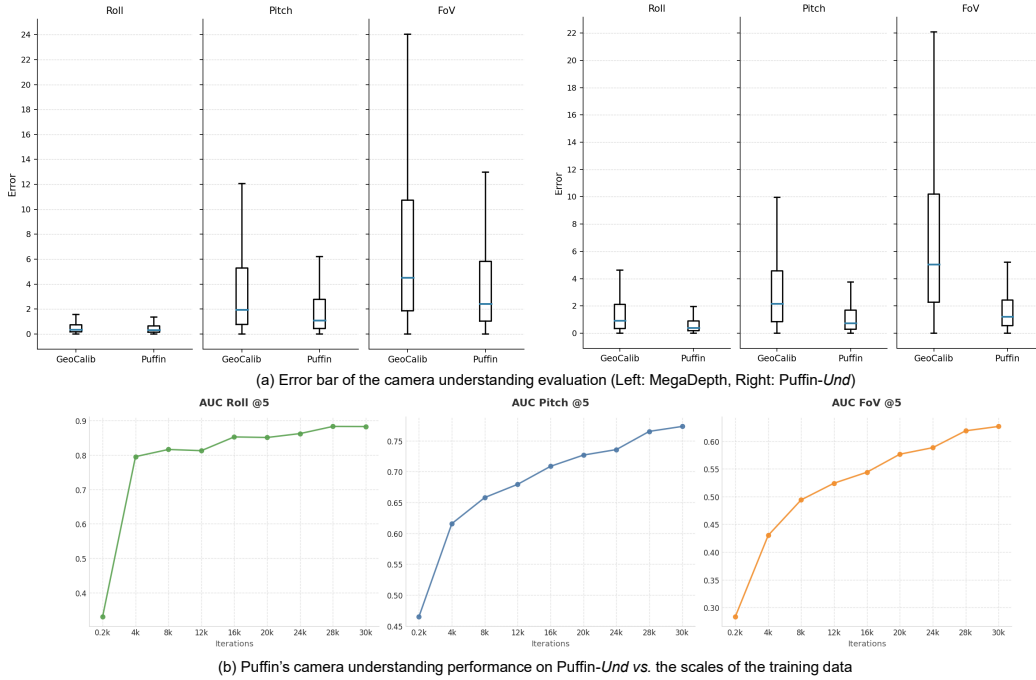 Roll
Pitch
FoV
24
22
20
18
16
14
12
10
8
6
4
2
0
Error
GeoCalib
Puffin
GeoCalib
Puffin
GeoCalib
Puffin
Roll
Pitch
FoV
22
20
18
16
14
12
10
8
6
4
2
0
Error
GeoCalib
Puffin
GeoCalib
Puffin
GeoCalib
Puffin
(a) Error bar of the camera understanding evaluation (Left: MegaDepth, Right: Puffin-Und)
AUC Roll @5
0.9
0.8
0.7
0.6
0.5
0.4
0.2k 4k 8k 12k 16k 20k 24k 28k 30k
Iterations
AUC Pitch @5
0.75
0.70
0.65
0.60
0.55
0.50
0.45
0.2k 4k 8k 12k 16k 20k 24k 28k 30k
Iterations
AUC FoV @5
0.60
0.55
0.50
0.45
0.40
0.35
0.30
0.2k 4k 8k 12k 16k 20k 24k 28k 30k
Iterations
(b) Puffin's camera understanding performance on Puffin-Und vs. the scales of the training data